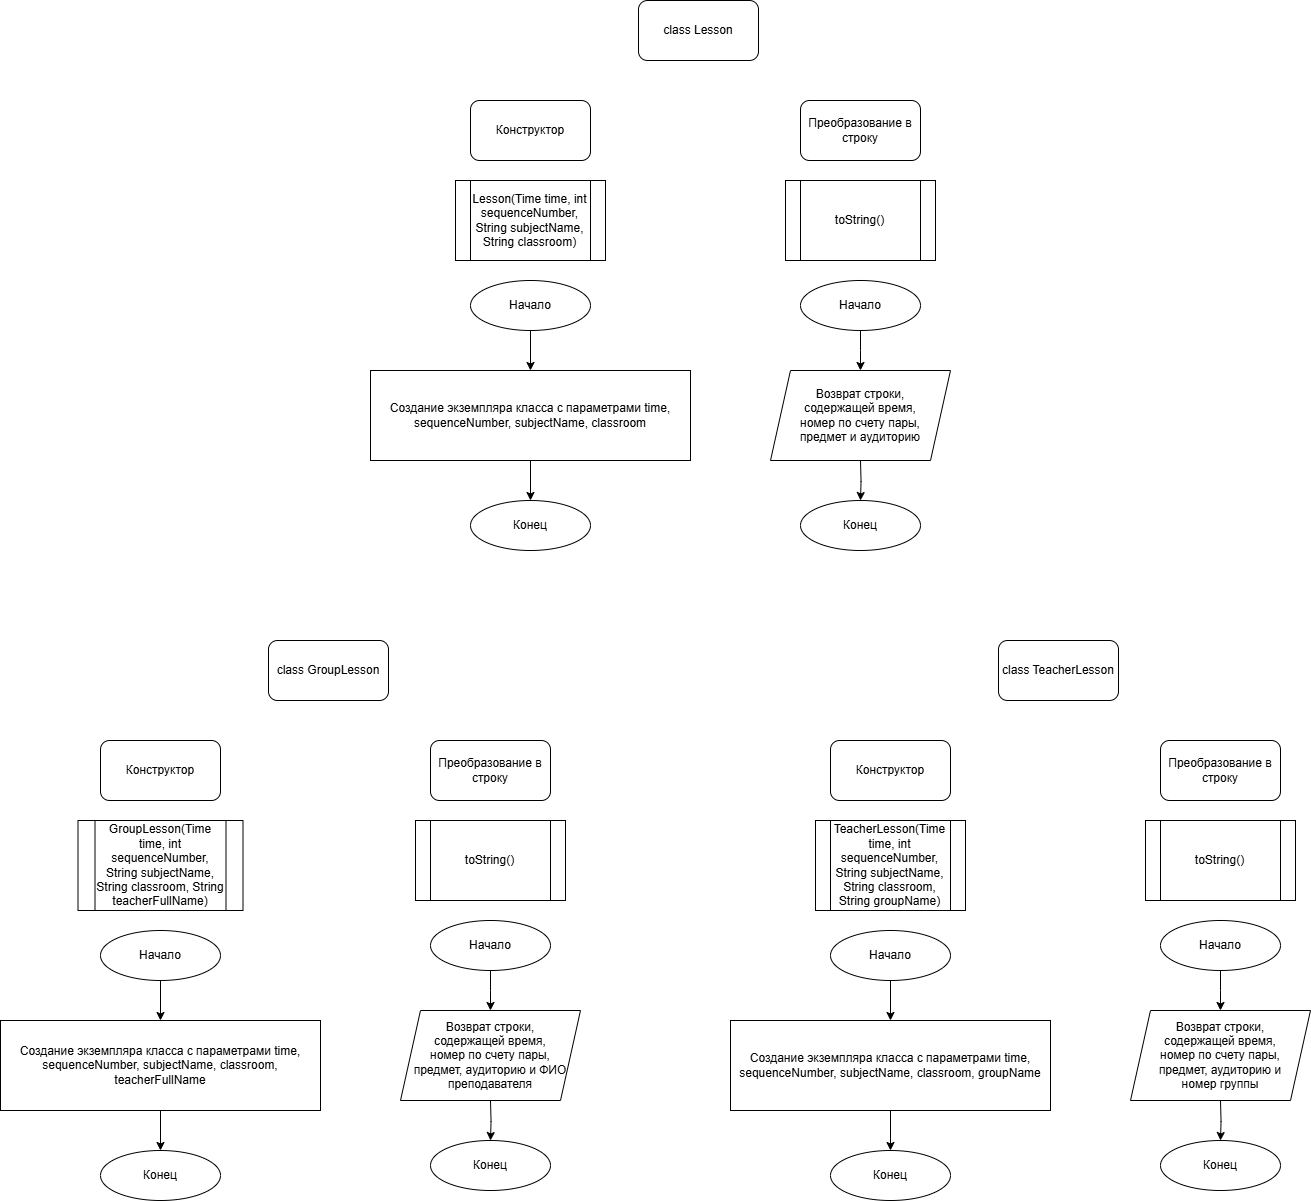 class Lesson
Конструктор
Преобразование в
строку
Lesson(Time time, int
sequenceNumber,
String subjectName,
String classroom)
toString()
Начало
Начало
Создание экземпляра класса с параметрами time,
sequenceNumber, subjectName, classroom
Возврат строки,
содержащей время,
номер по счету пары,
предмет и аудиторию
Конец
Конец
class GroupLesson
class TeacherLesson
Конструктор
Преобразование в
строку
Конструктор
Преобразование в
строку
GroupLesson(Time
time, int
sequenceNumber,
String subjectName,
String classroom, String
teacherFullName)
toString()
TeacherLesson(Time
time, int
sequenceNumber,
String subjectName,
String classroom,
String groupName)
toString()
Начало
Начало
Начало
Начало
Создание экземпляра класса с параметрами time,
sequenceNumber, subjectName, classroom,
teacherFullName
Возврат строки,
содержащей время,
номер по счету пары,
предмет, аудиторию и ФИО
преподавателя
Создание экземпляра класса с параметрами time,
sequenceNumber, subjectName, classroom, groupName
Возврат строки,
содержащей время,
номер по счету пары,
предмет, аудиторию и
номер группы
Конец
Конец
Конец
Конец